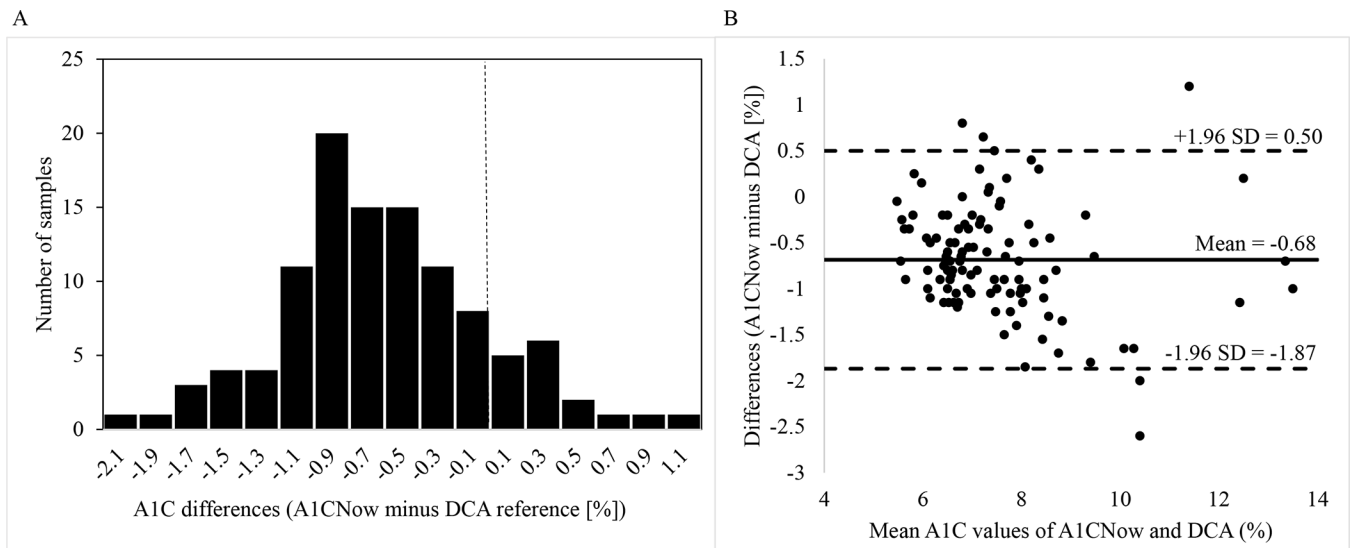 A
25
20
15
10
5
0
Number of samples
-2.1 -1.9 -1.7 -1.5 -1.3 -1.1 -0.9 -0.7 -0.5 -0.3 -0.1 0.1 0.3 0.5 0.7 0.9 1.1
A1C differences (A1CNow minus DCA reference [%])
B
1.5
1
0.5
0
-0.5
-1
-1.5
-2
-2.5
-3
Differences (A1CNow minus DCA [%])
+1.96 SD = 0.50
Mean = -0.68
-1.96 SD = -1.87
4 6 8 10 12 14
Mean A1C values of A1CNow and DCA (%)